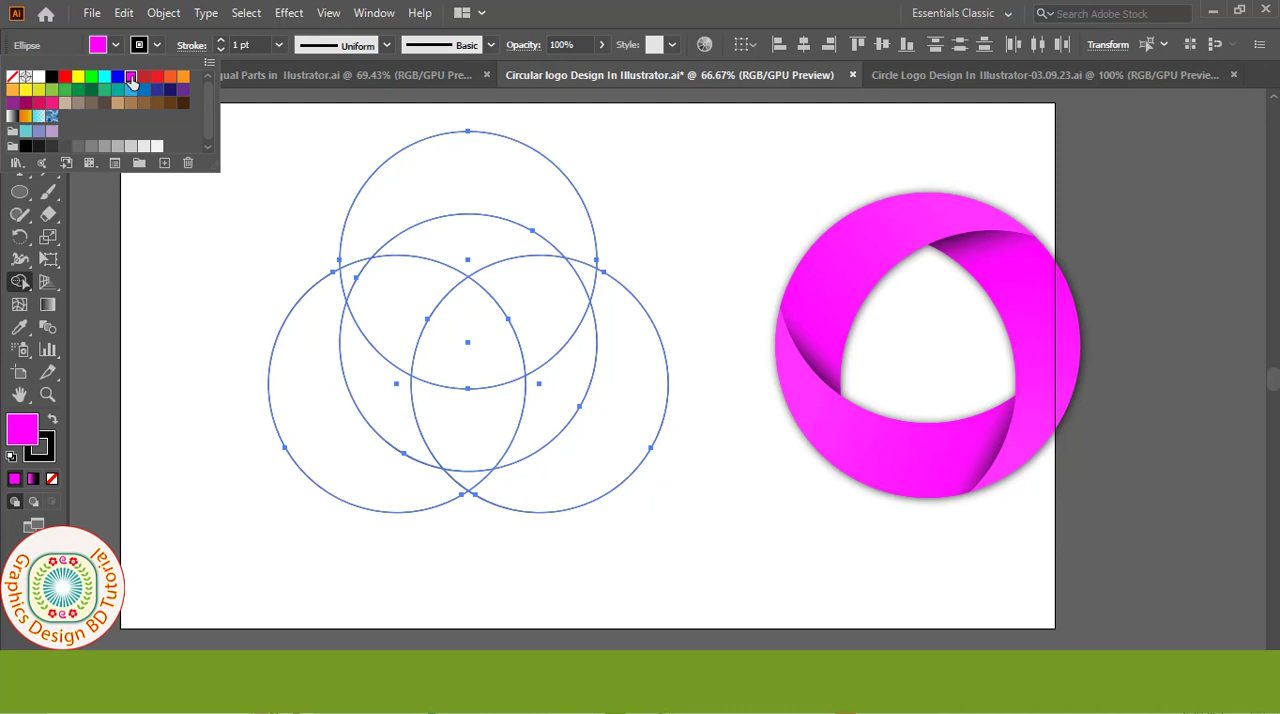 Ai File Edit Object Type Select Effect View Window Help Essentials Classic Search Adobe Stock
Ellipse Stroke: 1 pt Uniform Basic Opacity: 100% Style: Transform
qual Parts in Illustrator.ai @ 69.43% (RGB/GPU Pre... × Circular logo Design In Illustrator.ai* @ 66.67% (RGB/GPU Preview) × Circle Logo Design In Illustrator-03.09.23.ai @ 100% (RGB/GPU Previe... ×
Graphics Design BD Tutorial